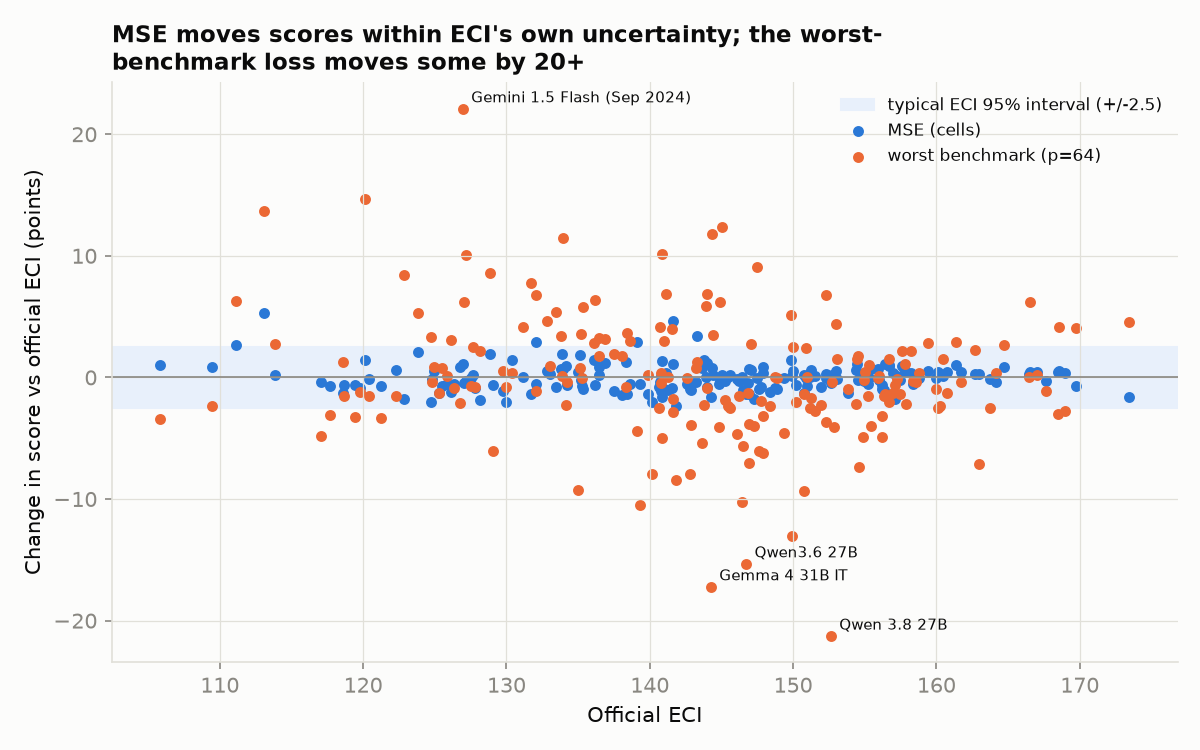 MSE moves scores within ECI's own uncertainty; the worst-
benchmark loss moves some by 20+
Gemini 1.5 Flash (Sep 2024)
typical ECI 95% interval (+/-2.5)
MSE (cells)
worst benchmark (p=64)
Change in score vs official ECI (points)
20
10
0
−10
−20
Qwen3.6 27B
Gemma 4 31B IT
Qwen 3.8 27B
110
120
130
140
150
160
170
Official ECI